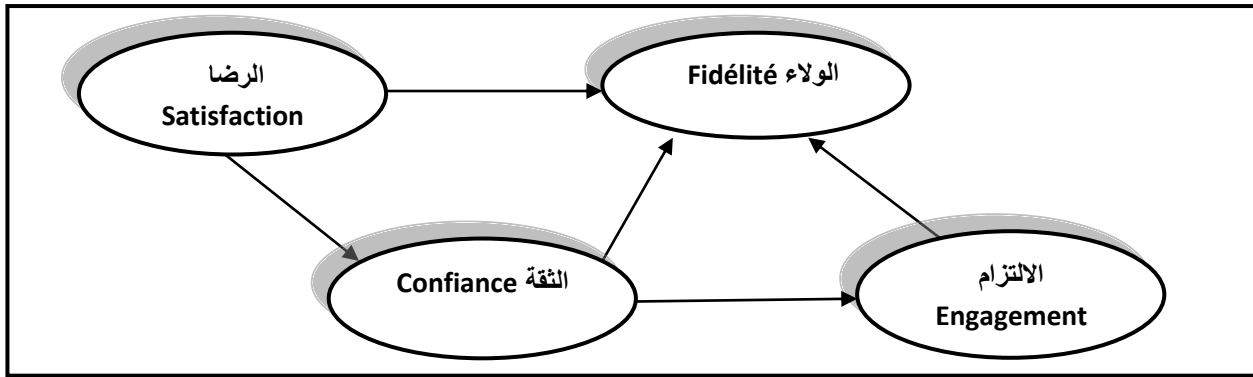 الرضا
Satisfaction
الولاء Fidélité
الثقة Confiance
الالتزام
Engagement